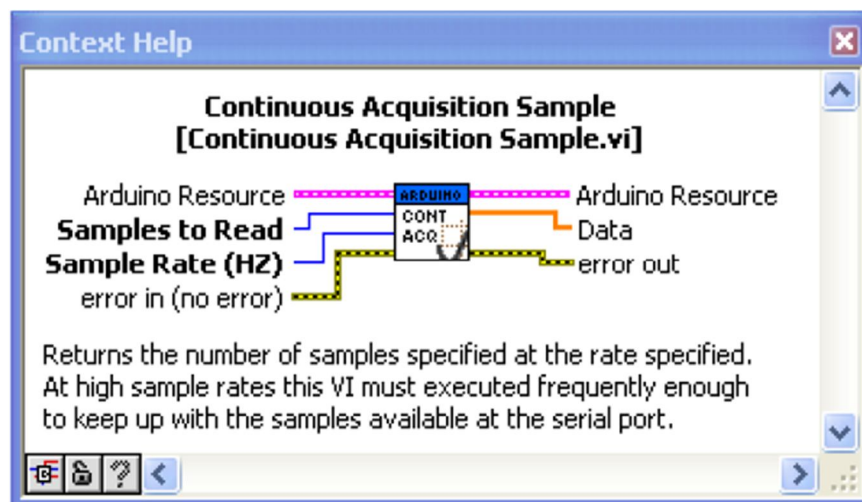 Context Help
Continuous Acquisition Sample
[Continuous Acquisition Sample.vi]
Arduino Resource
ARDUINO
Arduino Resource
Samples to Read
CONT
Data
Sample Rate (HZ)
ACQ
error out
error in (no error)
Returns the number of samples specified at the rate specified.
At high sample rates this VI must executed frequently enough
to keep up with the samples available at the serial port.
?